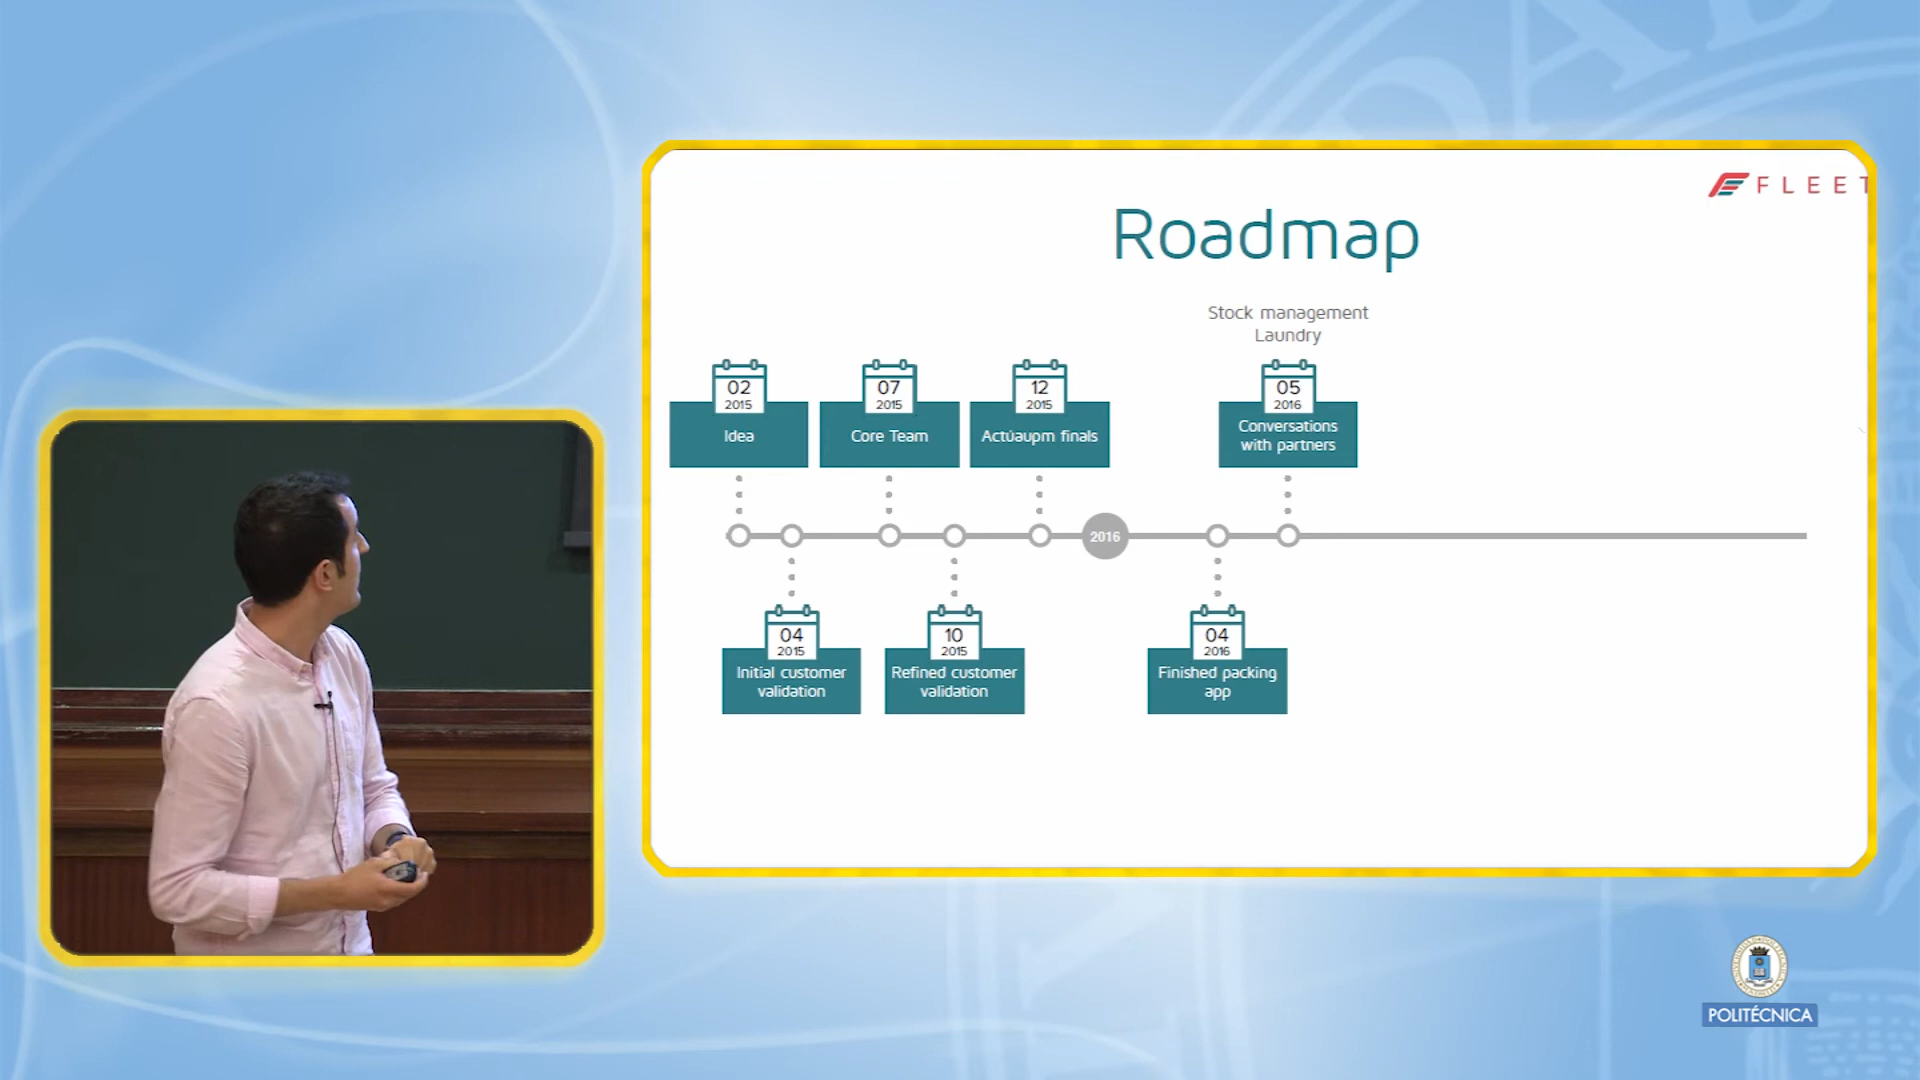 FLEET
Roadmap
Stock management
Laundry
02
2015
Idea
07
2015
Core Team
12
2015
Actúaupm finals
05
2016
Conversations
with partners
2016
04
2015
Initial customer
validation
10
2015
Refined customer
validation
04
2016
Finished packing
app
POLITÉCNICA